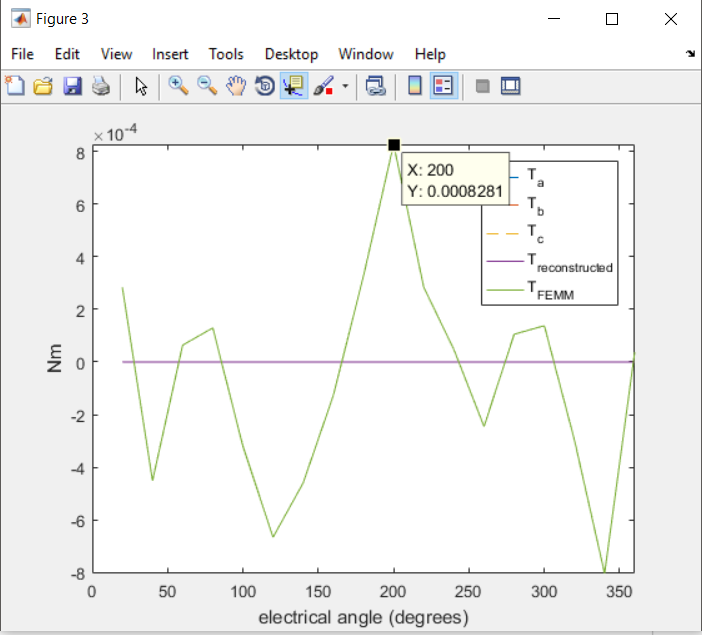 Figure 3
File Edit View Insert Tools Desktop Window Help
×10^-4
8
6
4
2
0
-2
-4
-6
-8
Nm
0 50 100 150 200 250 300 350
electrical angle (degrees)
X: 200
Y: 0.0008281
T_a
T_b
T_c
T_reconstructed
T_FEMM